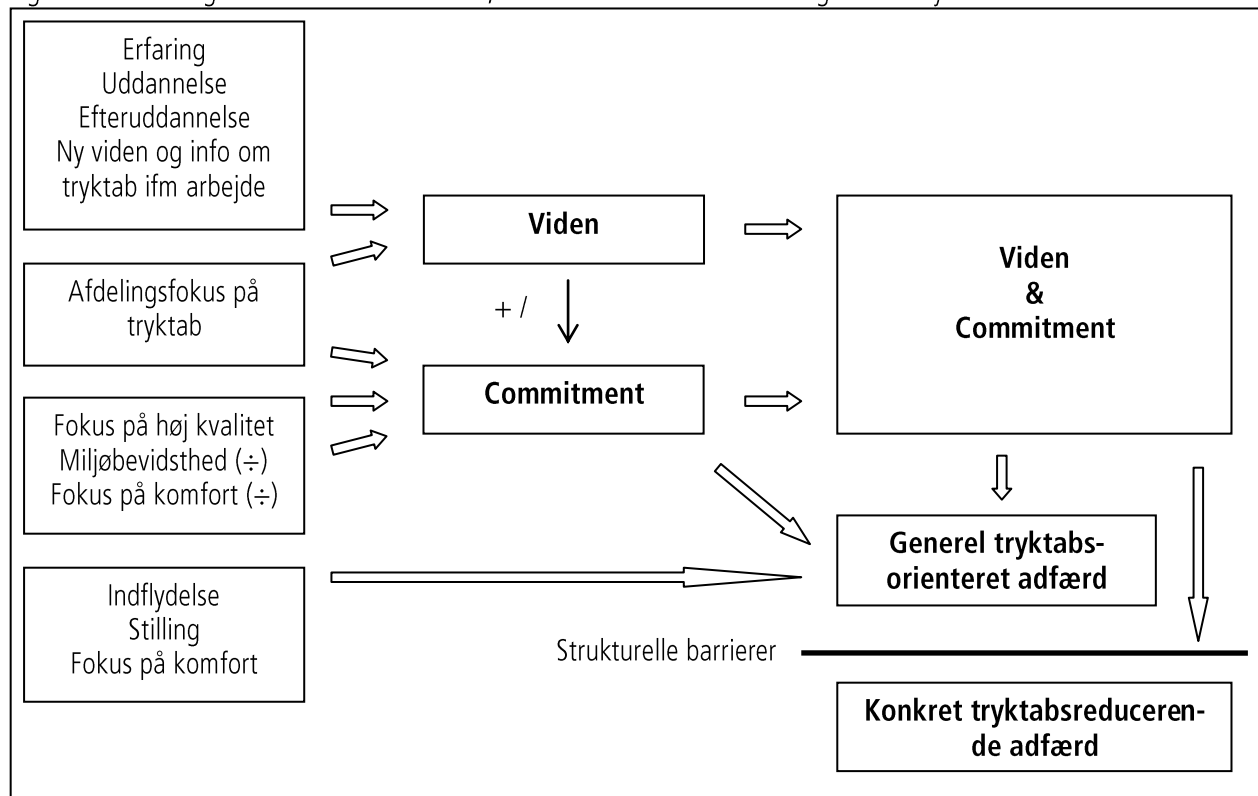 Erfaring
Uddannelse
Efteruddannelse
Ny viden og info om
tryktab ifm arbejde
Afdelingsfokus på
tryktab
Fokus på høj kvalitet
Miljøbevidsthed (÷)
Fokus på komfort (÷)
Indflydelse
Stilling
Fokus på komfort
Viden
+ /
Commitment
Viden
&
Commitment
Generel tryktabs-
orienteret adfærd
Strukturelle barrierer
Konkret tryktabsreduceren-
de adfærd